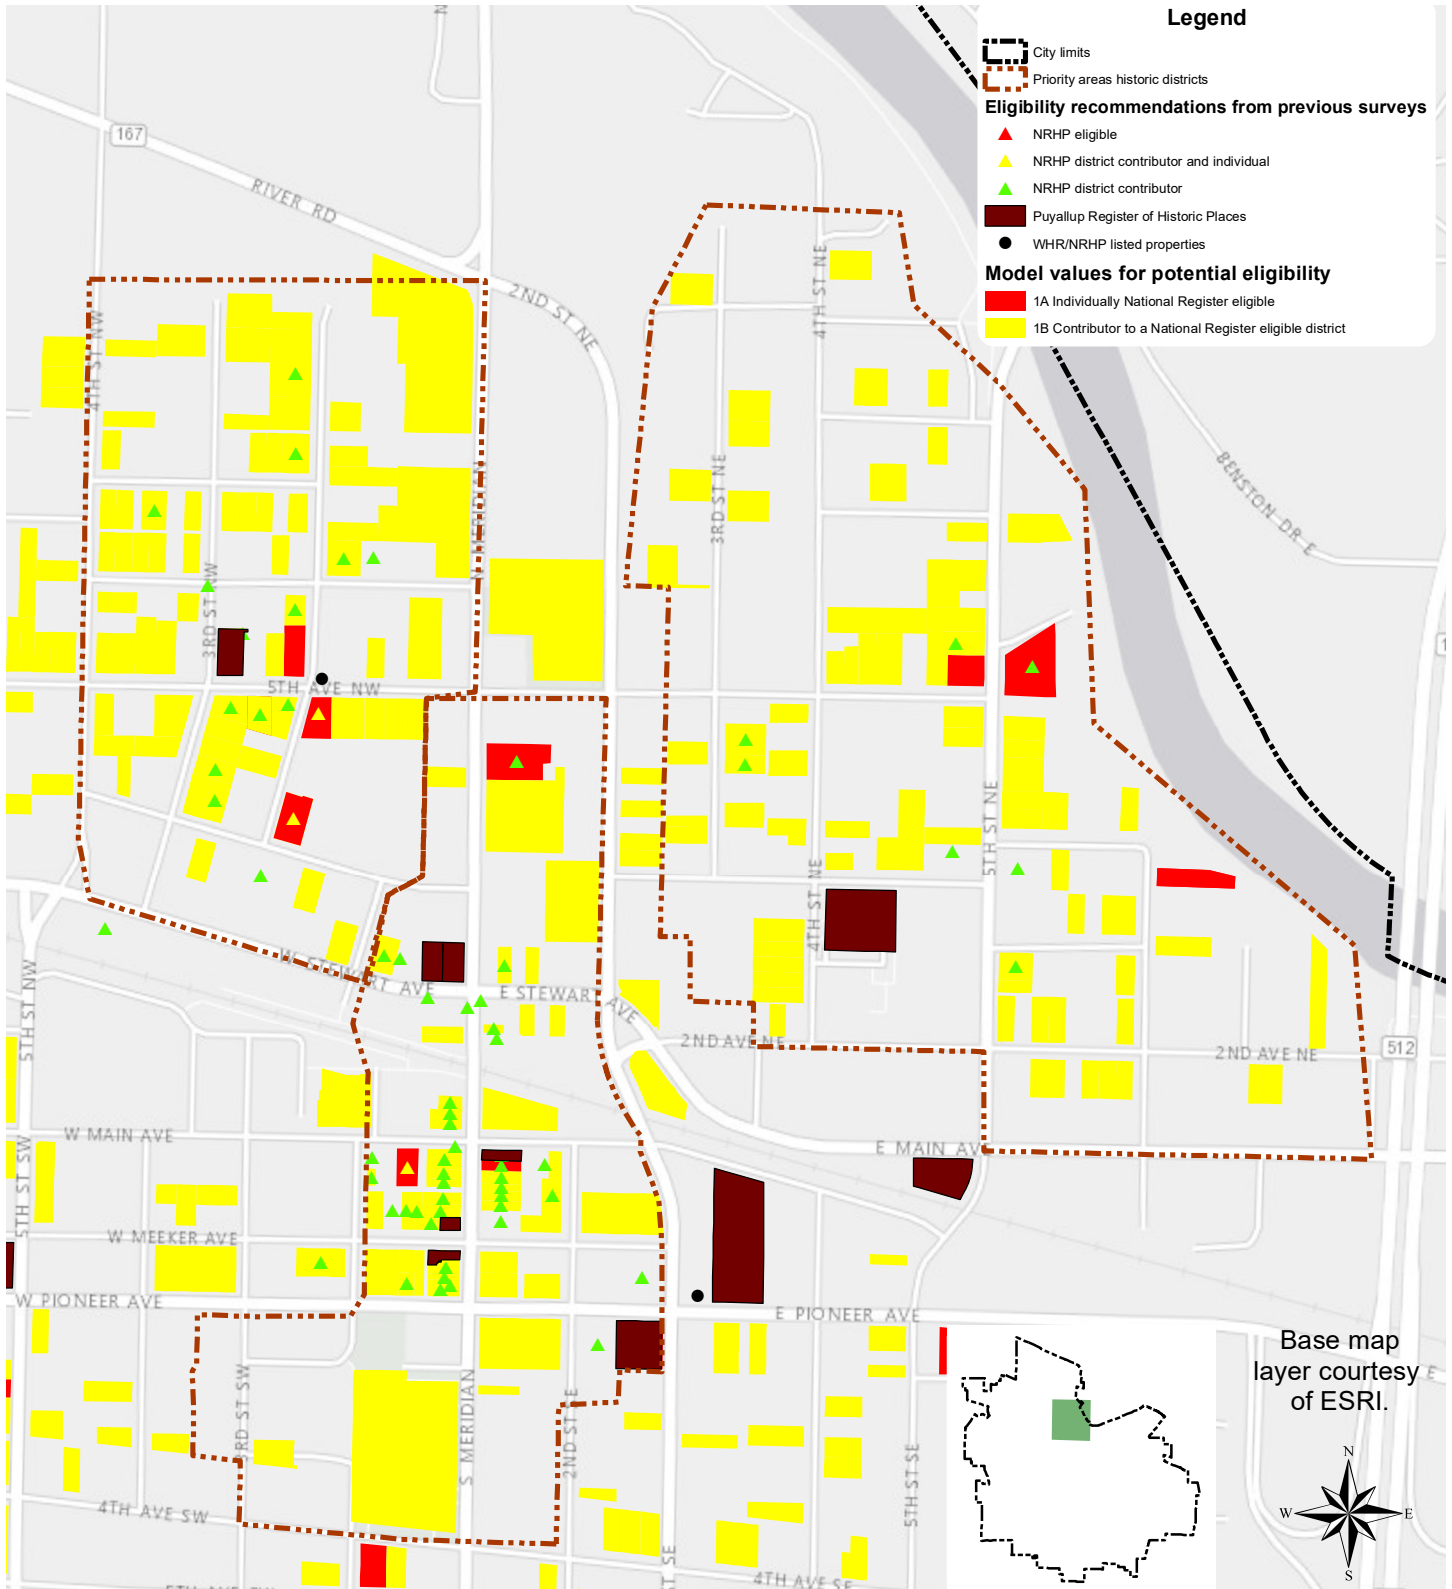 Legend
City limits
Priority areas historic districts
Eligibility recommendations from previous surveys
NRHP eligible
NRHP district contributor and individual
NRHP district contributor
Puyallup Register of Historic Places
WHR/NRHP listed properties
Model values for potential eligibility
1A Individually National Register eligible
1B Contributor to a National Register eligible district
N
167
RIVER RD
2ND ST NE
4TH ST NE
4TH ST NW
N MERIDIAN
3RD ST NE
BENSTON DR E
3RD ST NW
5TH AVE NW
1
5TH ST NE
4TH ST NE
W STEWART AVE
E STEWART AVE
5TH ST NW
2ND AVE NE
2ND AVE NE
512
W MAIN AVE
E MAIN AVE
5TH ST SW
W MEEKER AVE
W PIONEER AVE
E PIONEER AVE
3RD ST SW
S MERIDIAN
2ND ST SE
5TH ST SE
4TH AVE SW
ST SE
4TH AVE SE
Base map
layer courtesy
of ESRI.
E
N
W
E
S